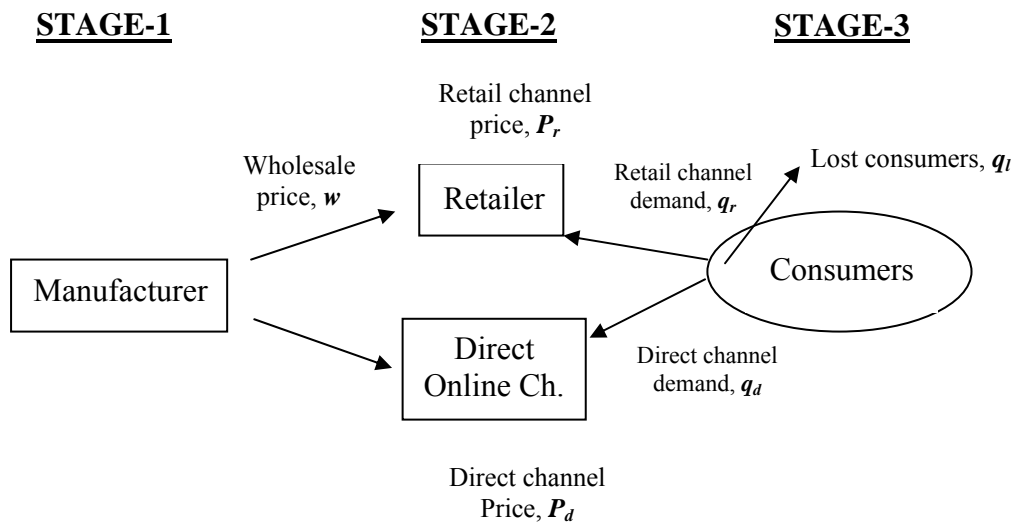 STAGE-1
STAGE-2
STAGE-3
Retail channel
price, Pr
Wholesale
price, w
Retailer
Retail channel
demand, qr
Lost consumers, ql
Manufacturer
Consumers
Direct
Online Ch.
Direct channel
demand, qd
Direct channel
Price, Pd